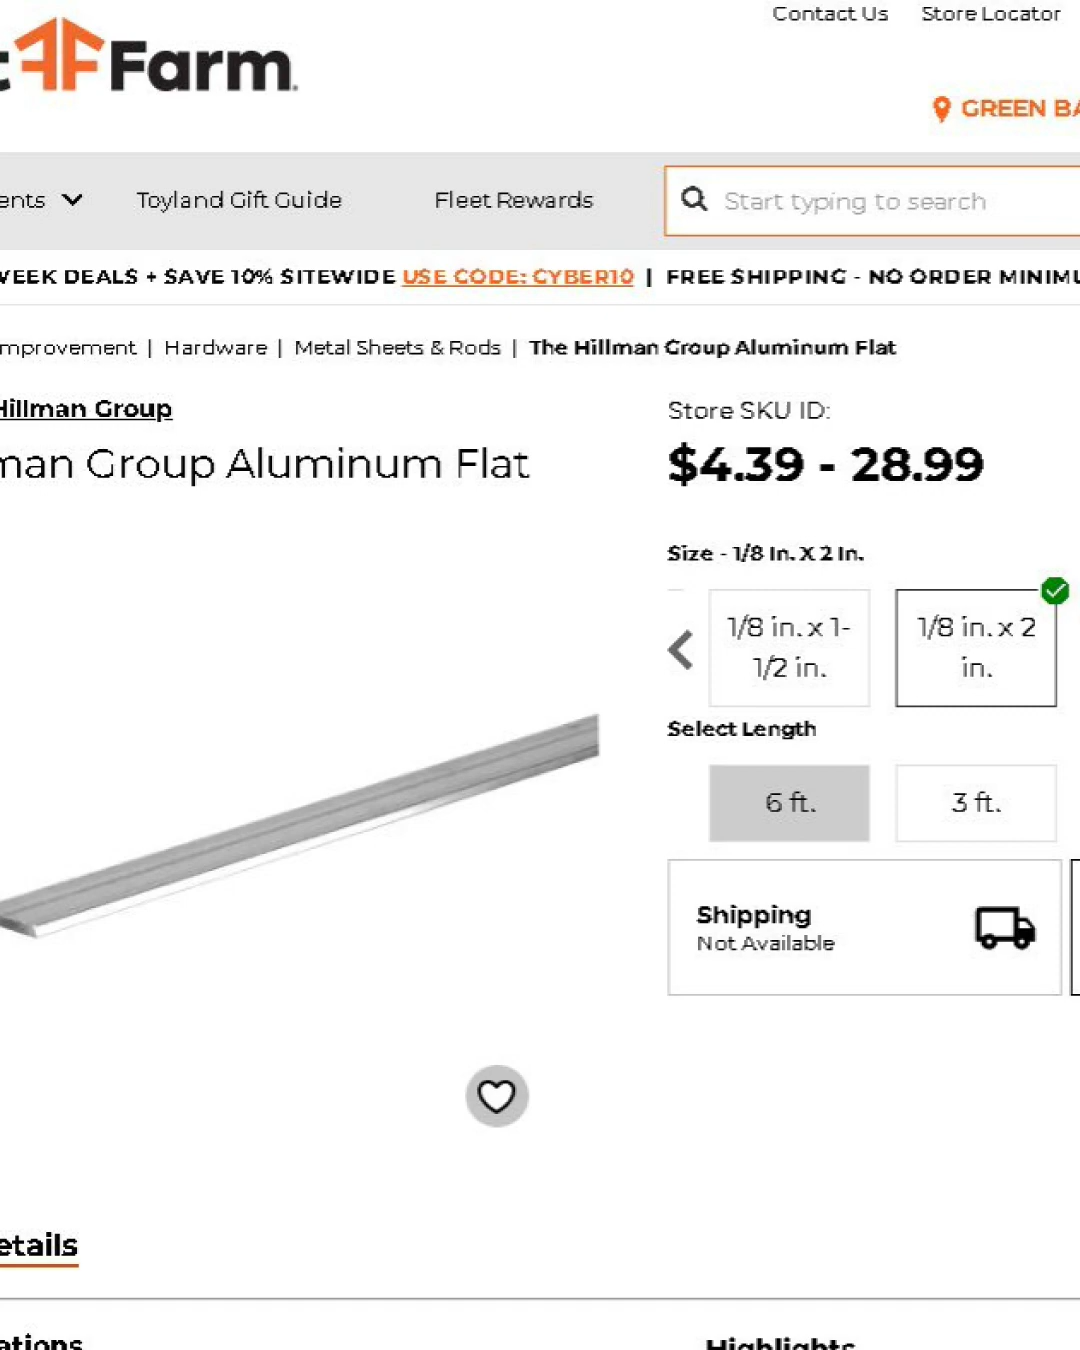 Contact Us Store Locator
Farm
GREEN BA
ents Toyland Gift Guide Fleet Rewards Start typing to search
WEEK DEALS + SAVE 10% SITEWIDE USE CODE: CYBER10 | FREE SHIPPING - NO ORDER MINIMU
mprovement | Hardware | Metal Sheets & Rods | The Hillman Group Aluminum Flat
Hillman Group
Store SKU ID:
man Group Aluminum Flat
$4.39 - 28.99
Size - 1/8 In. X 2 In.
1/8 in. x 1-
1/2 in.
1/8 in. x 2
in.
Select Length
6 ft. 3 ft.
Shipping
Not Available
etails
ations
Highlights